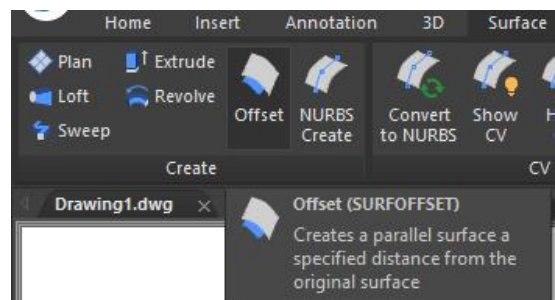 Home Insert Annotation 3D Surface
Plan Extrude
Loft Revolve
Sweep
Offset NURBS Create
Convert to NURBS Show CV
Create CV
Drawing1.dwg
Offset (SURFOFFSET)
Creates a parallel surface a
specified distance from the
original surface